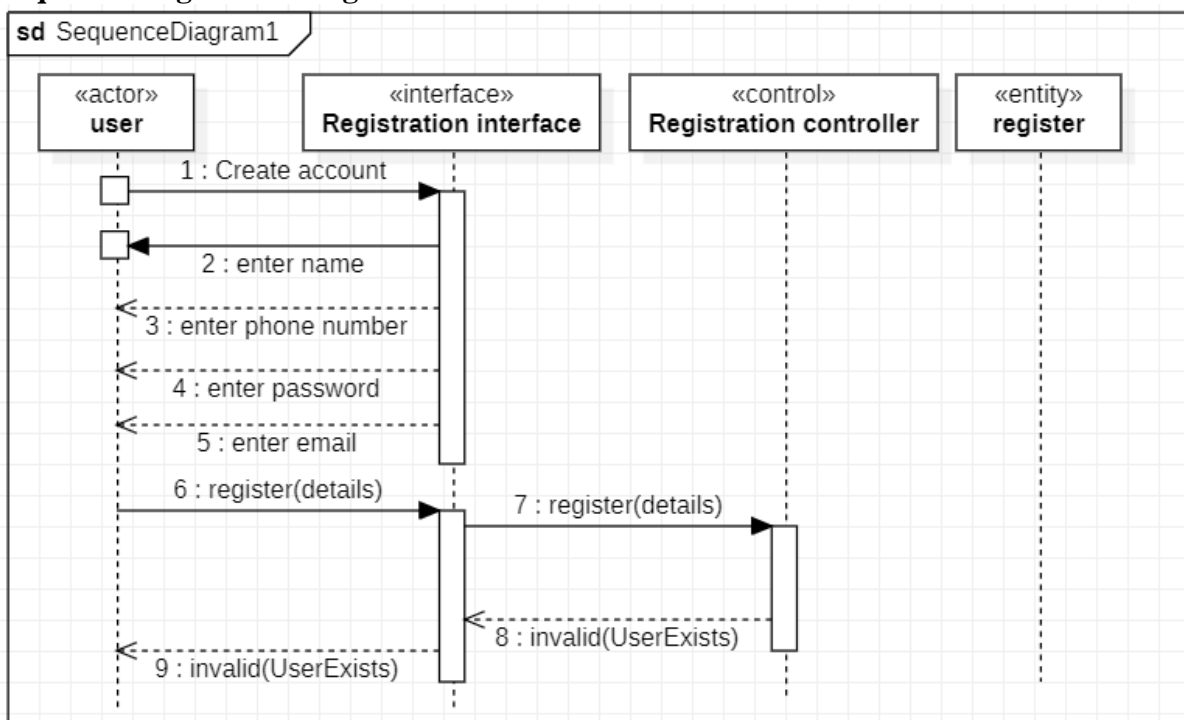 sd SequenceDiagram1
«actor»
user
«interface»
Registration interface
«control»
Registration controller
«entity»
register
1 : Create account
2 : enter name
3 : enter phone number
4 : enter password
5 : enter email
6 : register(details)
7 : register(details)
8 : invalid(UserExists)
9 : invalid(UserExists)